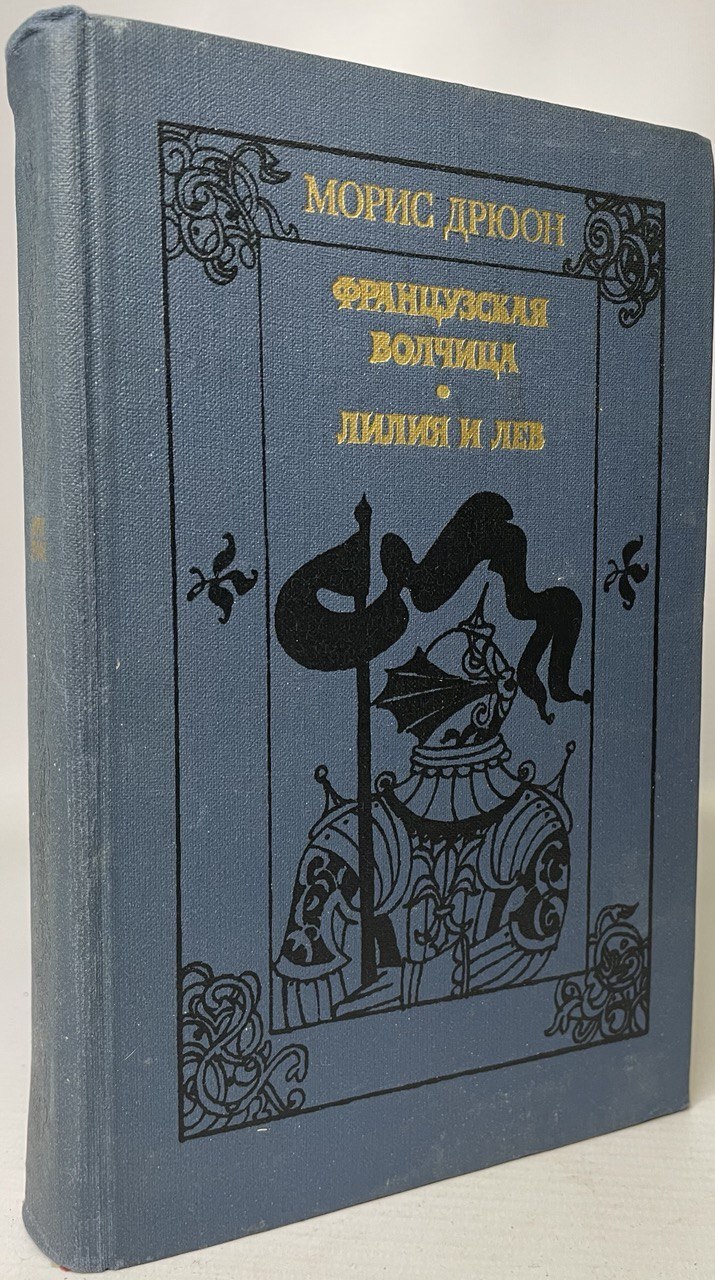 МОРИС ДРЮОН
ФРАНЦУЗСКАЯ
ВОЛЧИЦА
•
ЛИЛИЯ И ЛЕВ